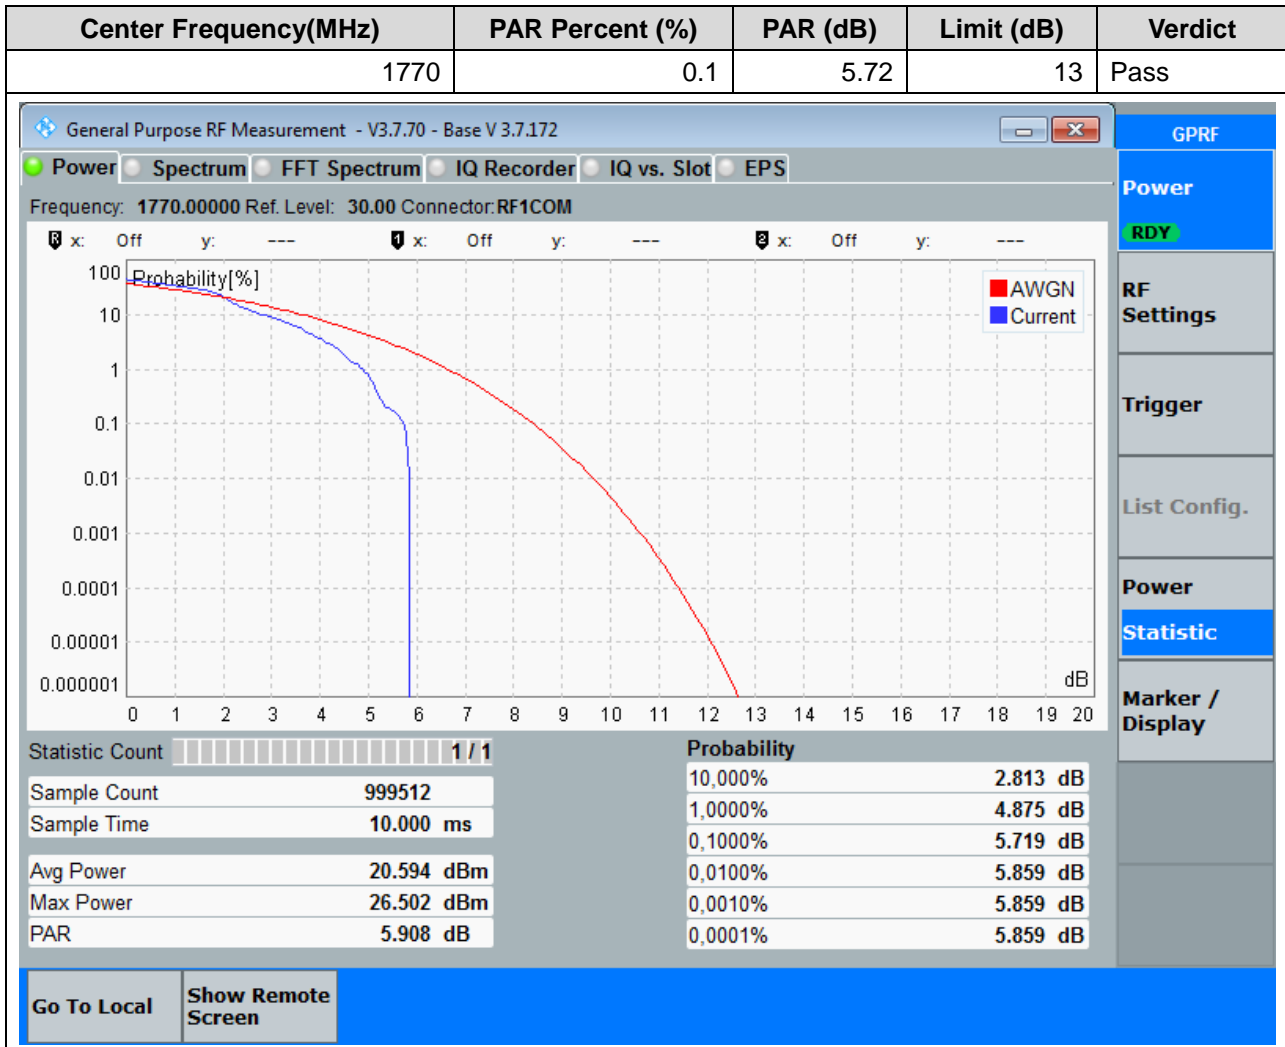 Center Frequency(MHz) PAR Percent (%) PAR (dB) Limit (dB) Verdict
1770 0.1 5.72 13 Pass
General Purpose RF Measurement - V3.7.70 - Base V 3.7.172
GPRF
Power Spectrum FFT Spectrum IQ Recorder IQ vs. Slot EPS
Power
RDY
Frequency: 1770.00000 Ref. Level: 30.00 Connector: RF1COM
R x: Off y: --- 1 x: Off y: --- 2 x: Off y: ---
Probability[%]
AWGN
Current
100
10
1
0.1
0.01
0.001
0.0001
0.00001
0.000001
dB
0 1 2 3 4 5 6 7 8 9 10 11 12 13 14 15 16 17 18 19 20
RF
Settings
Trigger
List Config.
Power
Statistic
Marker /
Display
Statistic Count 1 / 1
Sample Count 999512
Sample Time 10.000 ms
Avg Power 20.594 dBm
Max Power 26.502 dBm
PAR 5.908 dB
Probability
10,000% 2.813 dB
1,0000% 4.875 dB
0,1000% 5.719 dB
0,0100% 5.859 dB
0,0010% 5.859 dB
0,0001% 5.859 dB
Go To Local
Show Remote
Screen